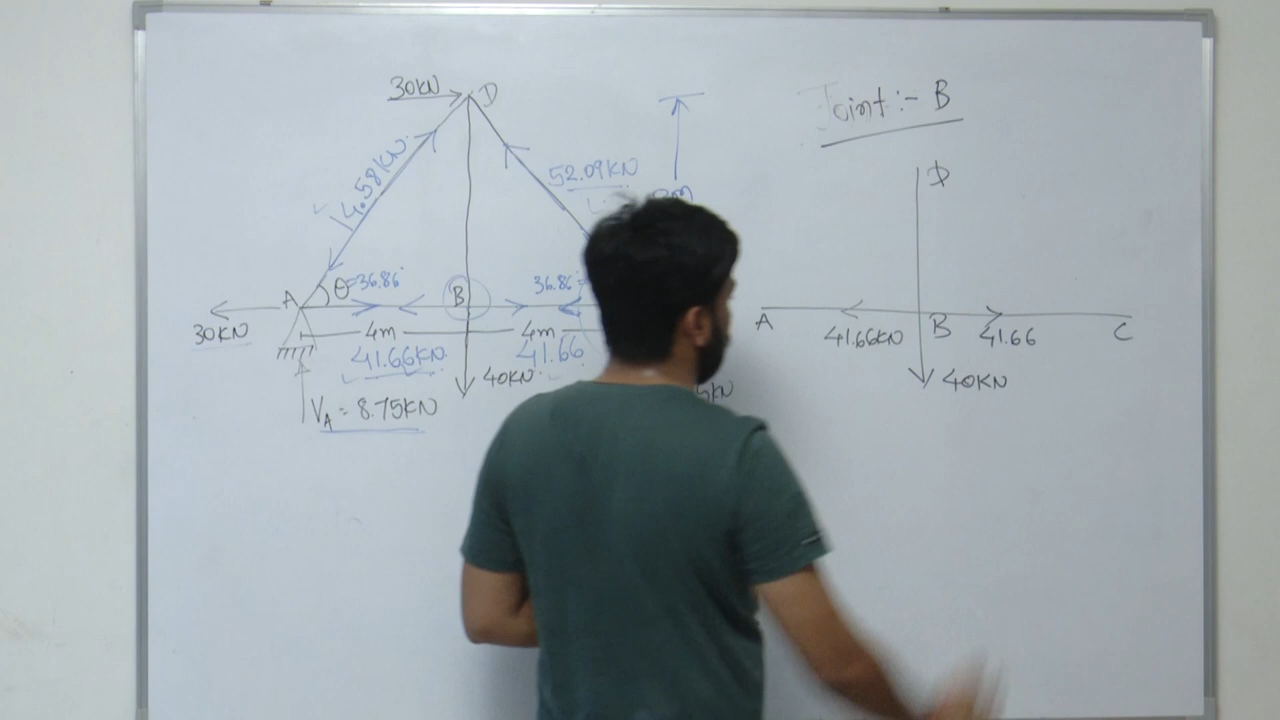 30KN
D
14.58KN
52.09KN
A
θ=36.86°
B
36.86°
30KN
4m
4m
41.66KN
41.66
40KN
V_A = 8.75KN
5KN
Joint :- B
D
A
41.66KN
B
41.66
C
40KN